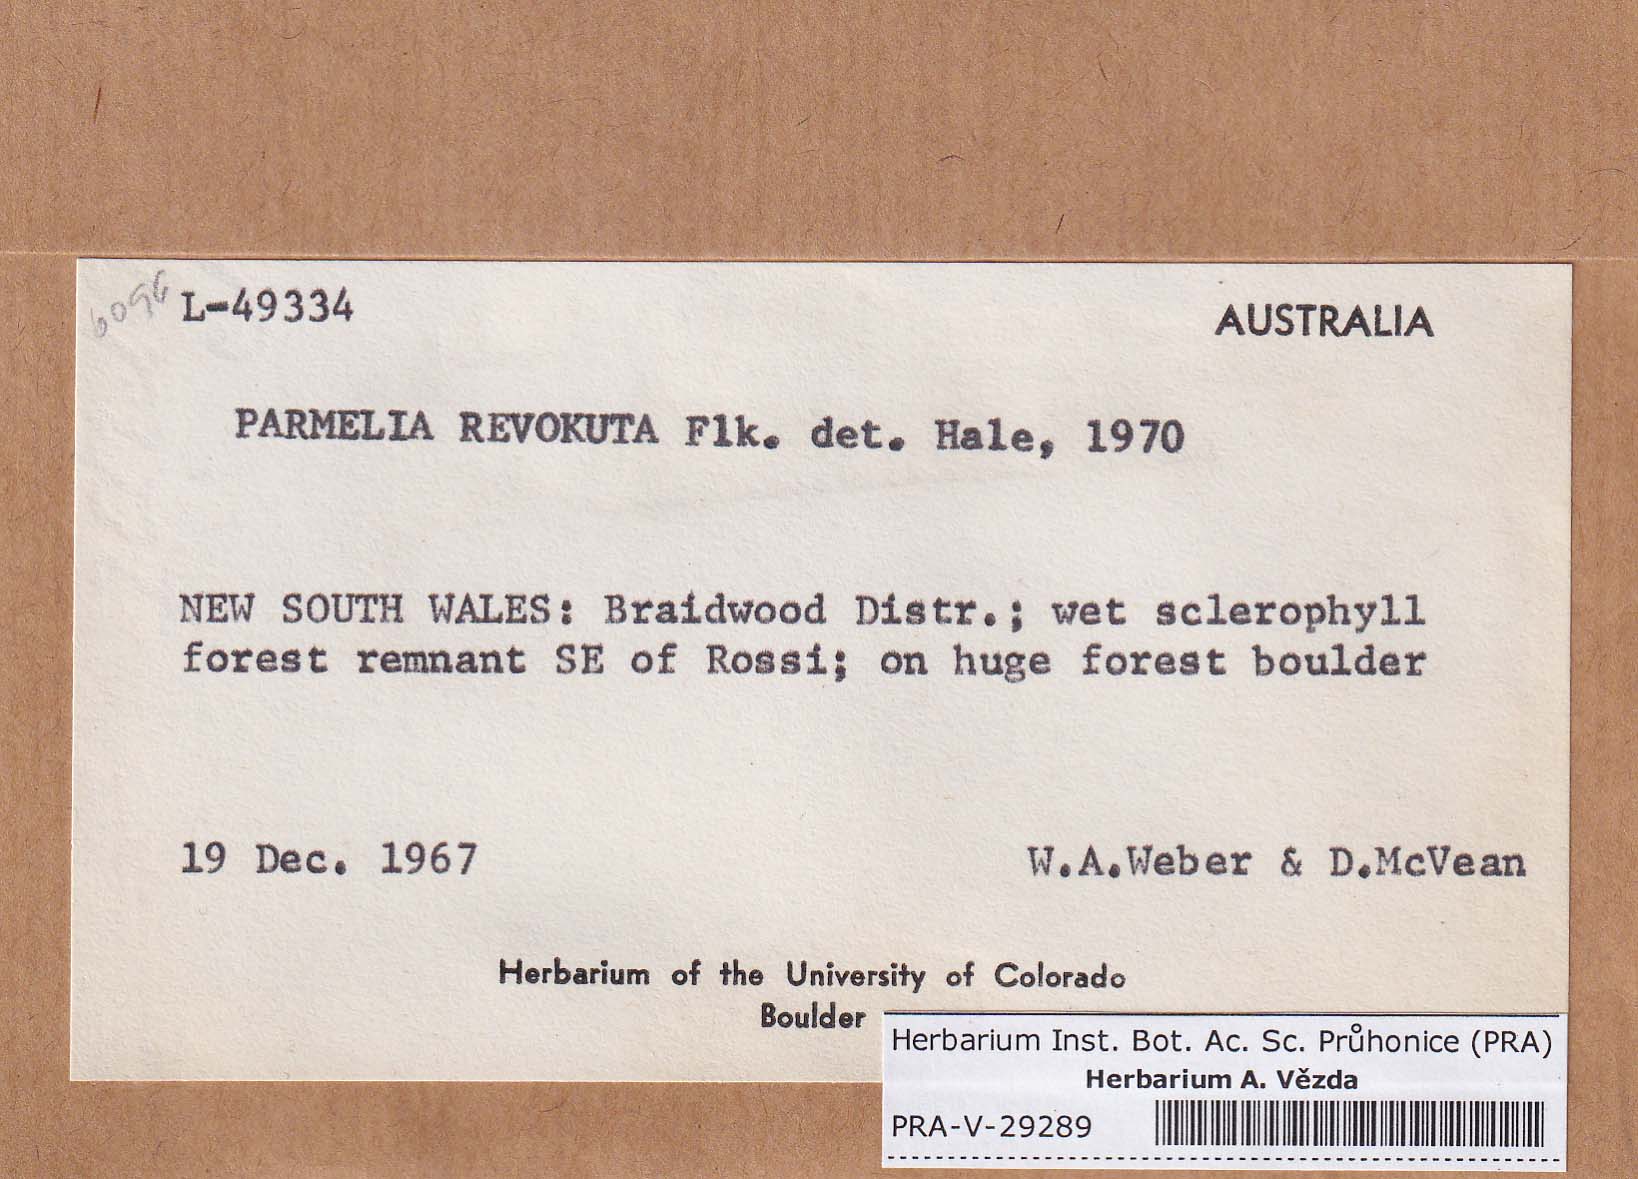 6096
L-49334
AUSTRALIA
PARMELIA REVOKUTA Flk. det. Hale, 1970
NEW SOUTH WALES: Braidwood Distr.; wet sclerophyll
forest remnant SE of Rossi; on huge forest boulder
19 Dec. 1967
W.A.Weber & D.McVean
Herbarium of the University of Colorado
Boulder
Herbarium Inst. Bot. Ac. Sc. Průhonice (PRA)
Herbarium A. Vězda
PRA-V-29289